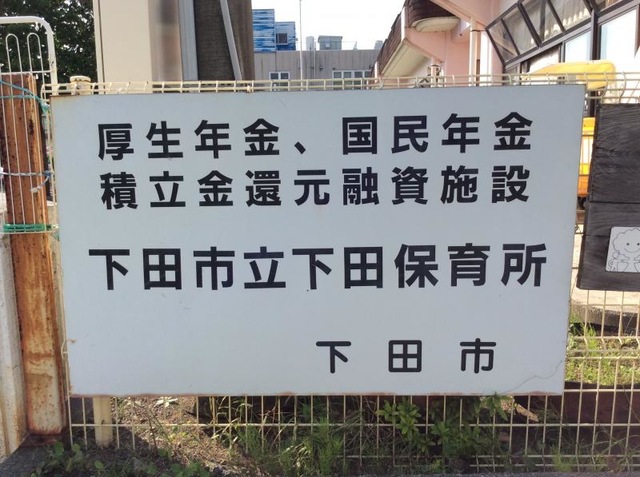 厚生年金、国民年金
積立金還元融資施設
下田市立下田保育所
下田市